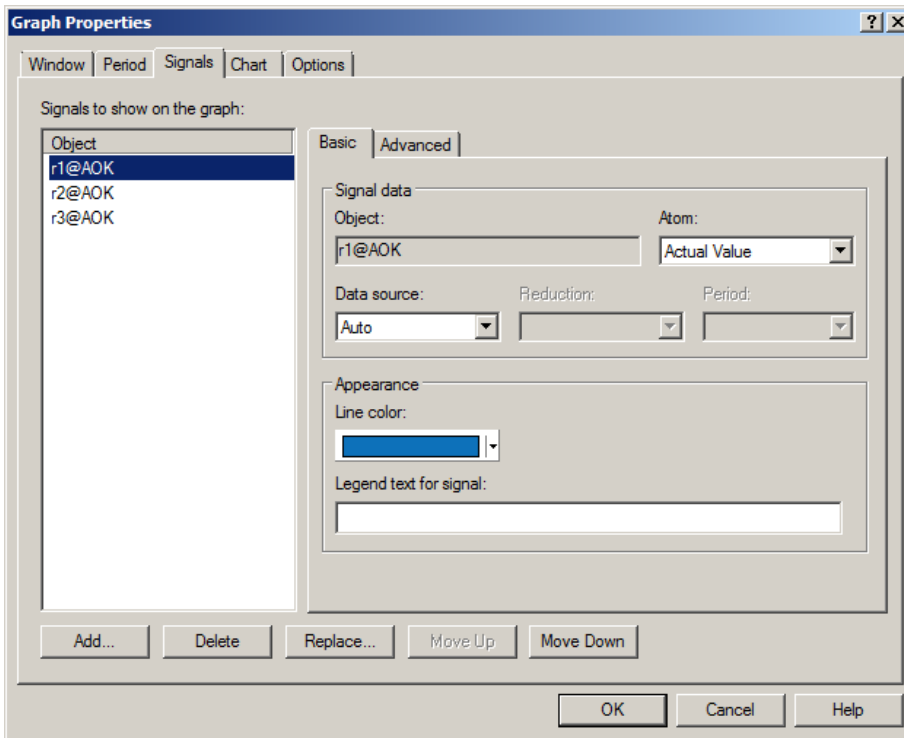 Graph Properties
Window Period Signals Chart Options
Signals to show on the graph:
Object
r1@AOK
r2@AOK
r3@AOK
Basic Advanced
Signal data
Object: Atom:
r1@AOK Actual Value
Data source: Reduction: Period:
Auto
Appearance
Line color:
Legend text for signal:
Add... Delete Replace... Move Up Move Down
OK Cancel Help